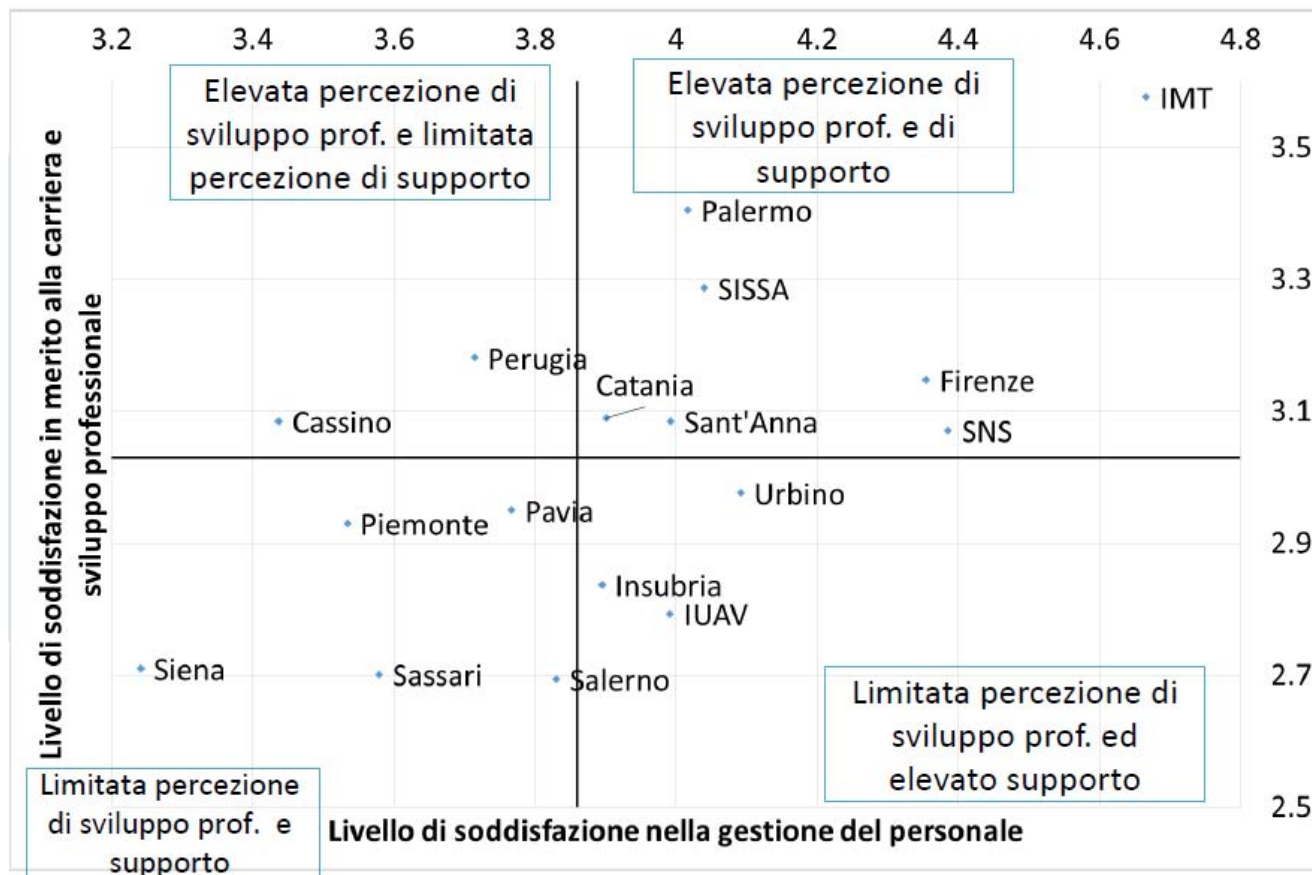 3.2 3.4 3.6 3.8 4 4.2 4.4 4.6 4.8
Elevata percezione di
sviluppo prof. e limitata
percezione di supporto
Elevata percezione di
sviluppo prof. e di
supporto
IMT
3.5
Palermo
3.3
SISSA
Perugia
Catania
Firenze
3.1
Cassino
Sant'Anna
SNS
Urbino
Piemonte
Pavia
2.9
Insubria
IUAV
Siena
Sassari
Salerno
2.7
Limitata percezione di
sviluppo prof. ed
elevato supporto
2.5
Livello di soddisfazione in merito alla carriera e
sviluppo professionale
Limitata percezione
di sviluppo prof. e
supporto
Livello di soddisfazione nella gestione del personale